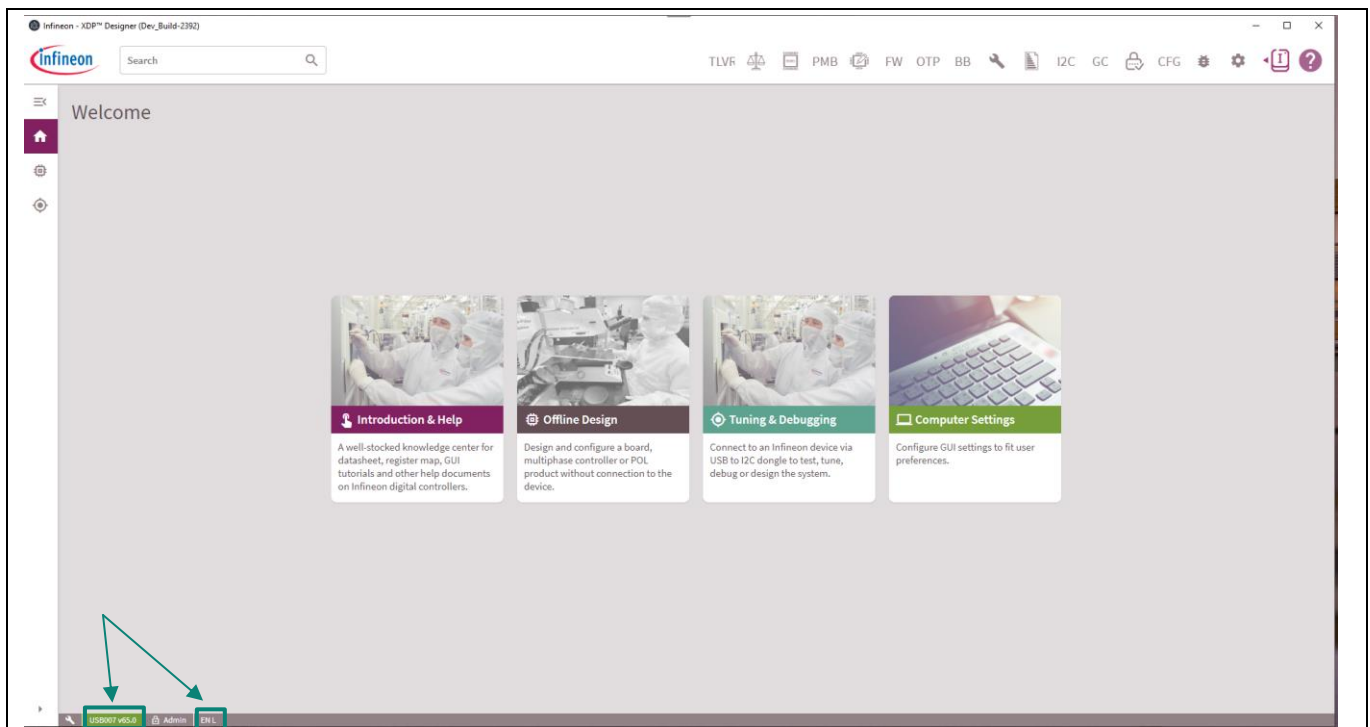 Infineon - XDP™ Designer (Dev_Build-2392)
infineon
Search
TLVR PMB FW OTP BB I2C GC CFG
Welcome
Introduction & Help
A well-stocked knowledge center for
datasheet, register map, GUI
tutorials and other help documents
on Infineon digital controllers.
Offline Design
Design and configure a board,
multiphase controller or POL
product without connection to the
device.
Tuning & Debugging
Connect to an Infineon device via
USB to I2C dongle to test, tune,
debug or design the system.
Computer Settings
Configure GUI settings to fit user
preferences.
USB007 v65.0 Admin EN L